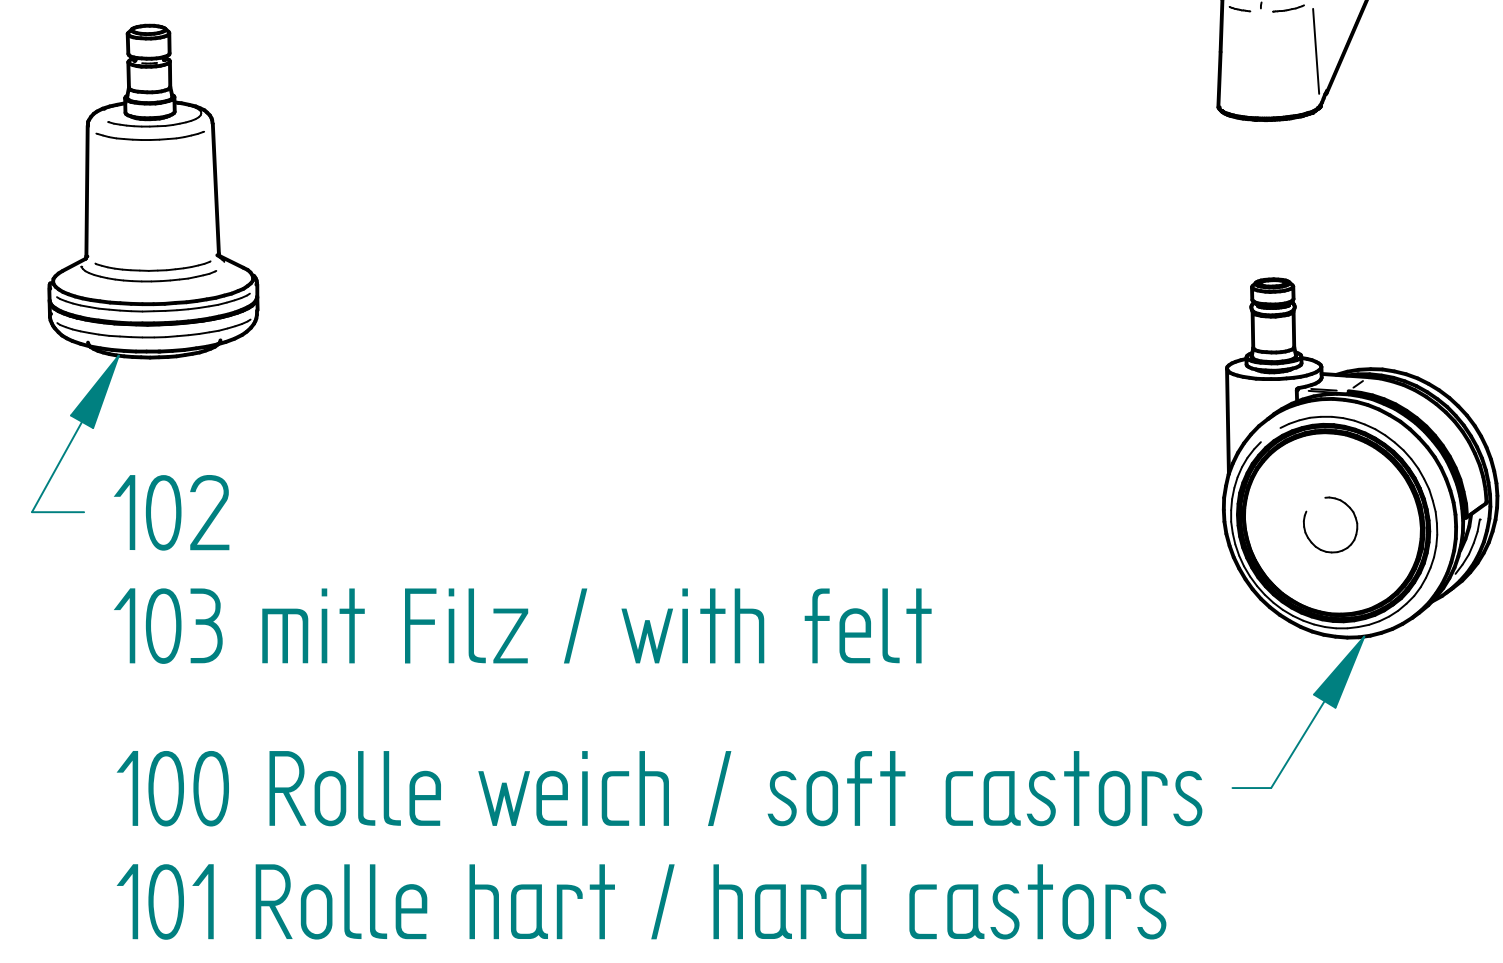 102
103 mit Filz / with felt
100 Rolle weich / soft castors
101 Rolle hart / hard castors